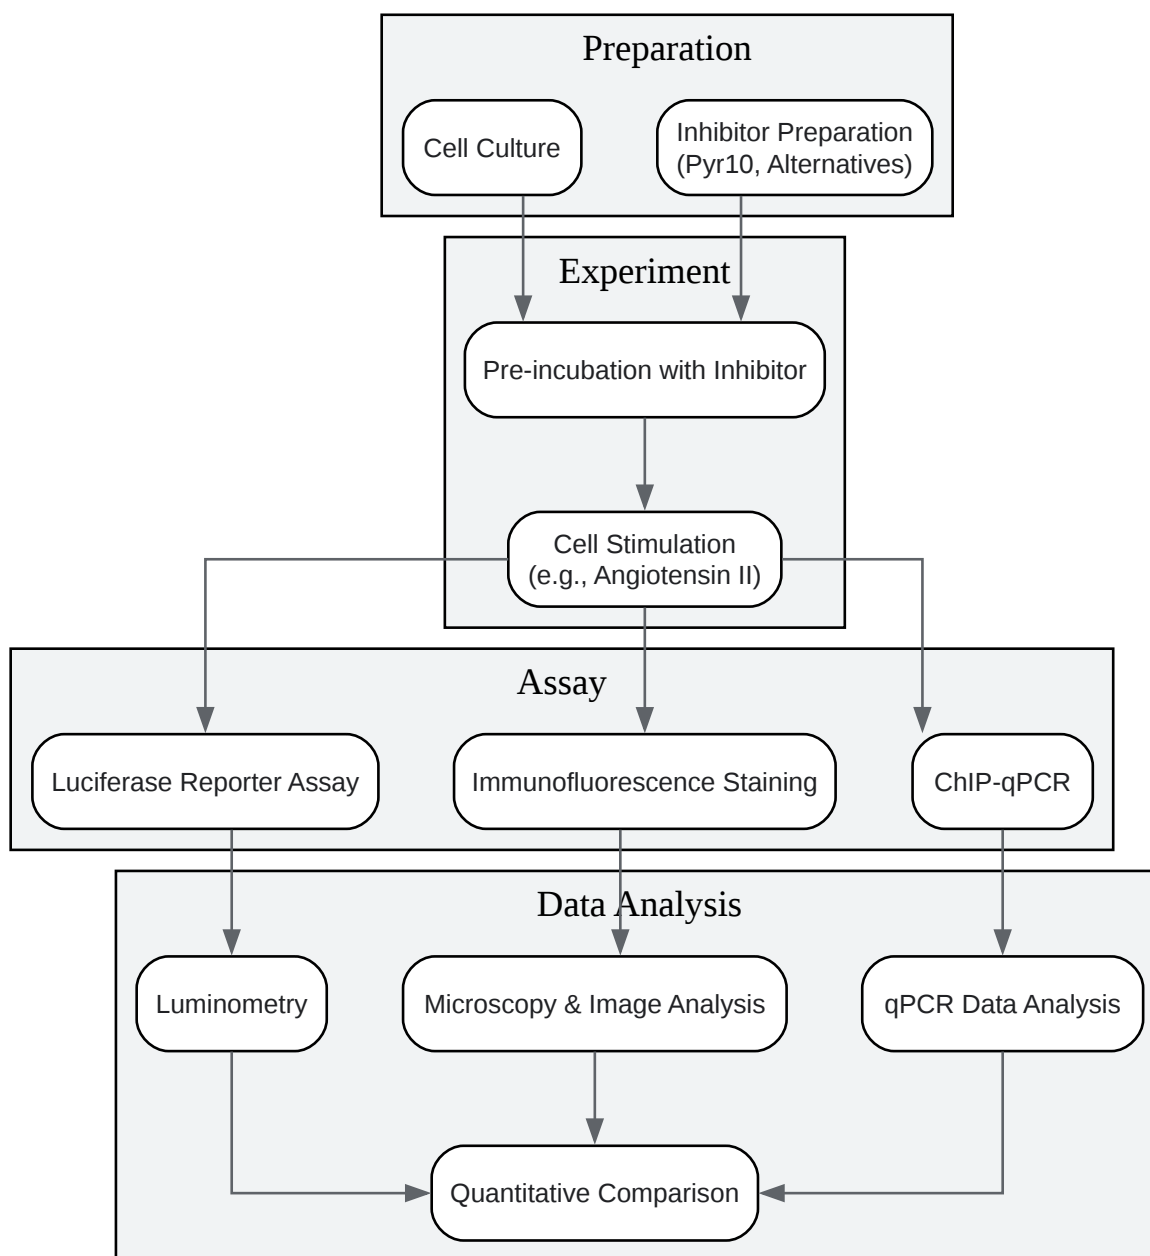 Preparation
Cell Culture
Inhibitor Preparation
(Pyr10, Alternatives)
Experiment
Pre-incubation with Inhibitor
Cell Stimulation
(e.g., Angiotensin II)
Assay
Luciferase Reporter Assay
Immunofluorescence Staining
ChIP-qPCR
Data Analysis
Luminometry
Microscopy & Image Analysis
qPCR Data Analysis
Quantitative Comparison